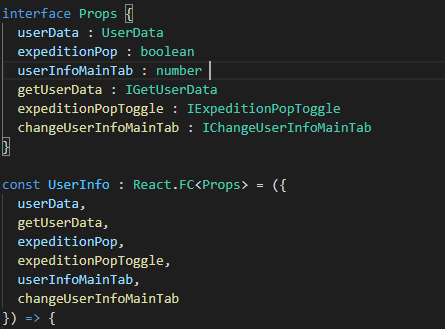 interface Props {
  userData : UserData
  expeditionPop : boolean
  userInfoMainTab : number
  getUserData : IGetUserData
  expeditionPopToggle : IExpeditionPopToggle
  changeUserInfoMainTab : IChangeUserInfoMainTab
}
const UserInfo : React.FC<Props> = ({
  userData,
  getUserData,
  expeditionPop,
  expeditionPopToggle,
  userInfoMainTab,
  changeUserInfoMainTab
}) => {